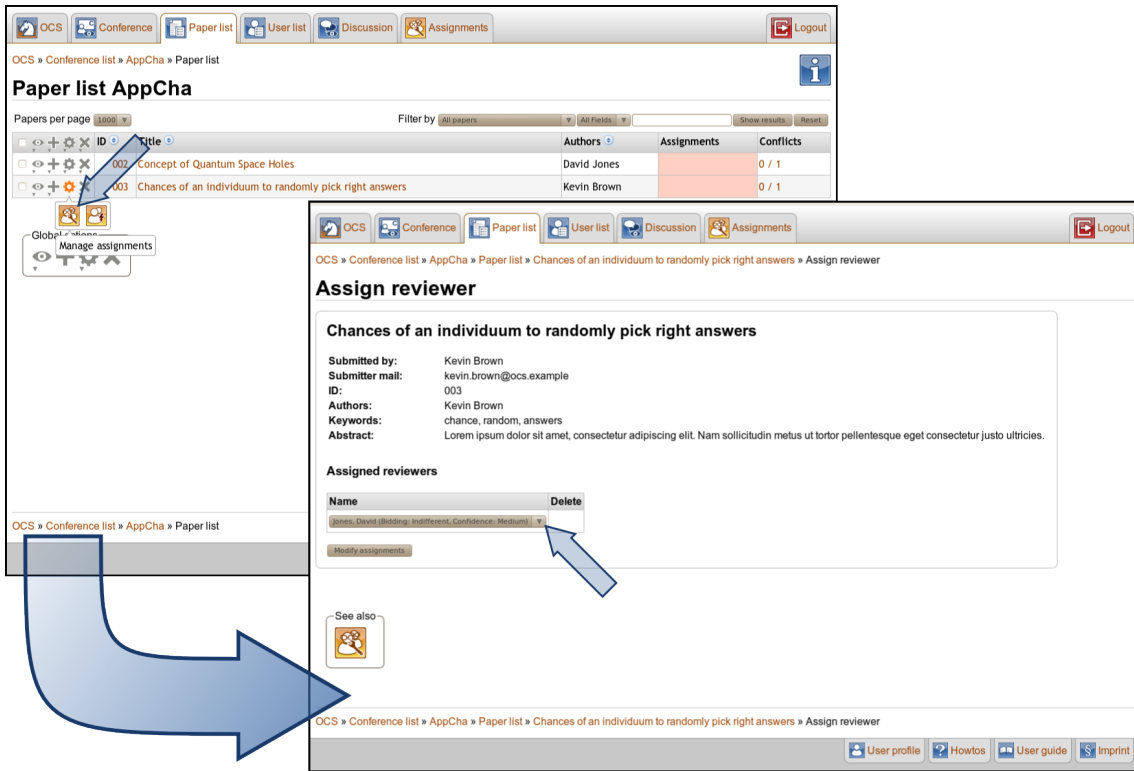 OCS Conference Paper list User list Discussion Assignments Logout
OCS » Conference list » AppCha » Paper list
Paper list AppCha
Papers per page 1000 Filter by All papers All Fields Show results Reset
ID Title Authors Assignments Conflicts
002 Concept of Quantum Space Holes David Jones 0 / 1
003 Chances of an individuum to randomly pick right answers Kevin Brown 0 / 1
Manage assignments
OCS » Conference list » AppCha » Paper list
OCS Conference Paper list User list Discussion Assignments Logout
OCS » Conference list » AppCha » Paper list » Chances of an individuum to randomly pick right answers » Assign reviewer
Assign reviewer
Chances of an individuum to randomly pick right answers
Submitted by: Kevin Brown
Submitter mail: kevin.brown@ocs.example
ID: 003
Authors: Kevin Brown
Keywords: chance, random, answers
Abstract: Lorem ipsum dolor sit amet, consectetur adipiscing elit. Nam sollicitudin metus ut tortor pellentesque eget consectetur justo ultricies.
Assigned reviewers
Name Delete
Jones, David (Bidding: Indifferent, Confidence: Medium)
Modify assignments
See also
OCS » Conference list » AppCha » Paper list » Chances of an individuum to randomly pick right answers » Assign reviewer
User profile Howtos User guide Imprint